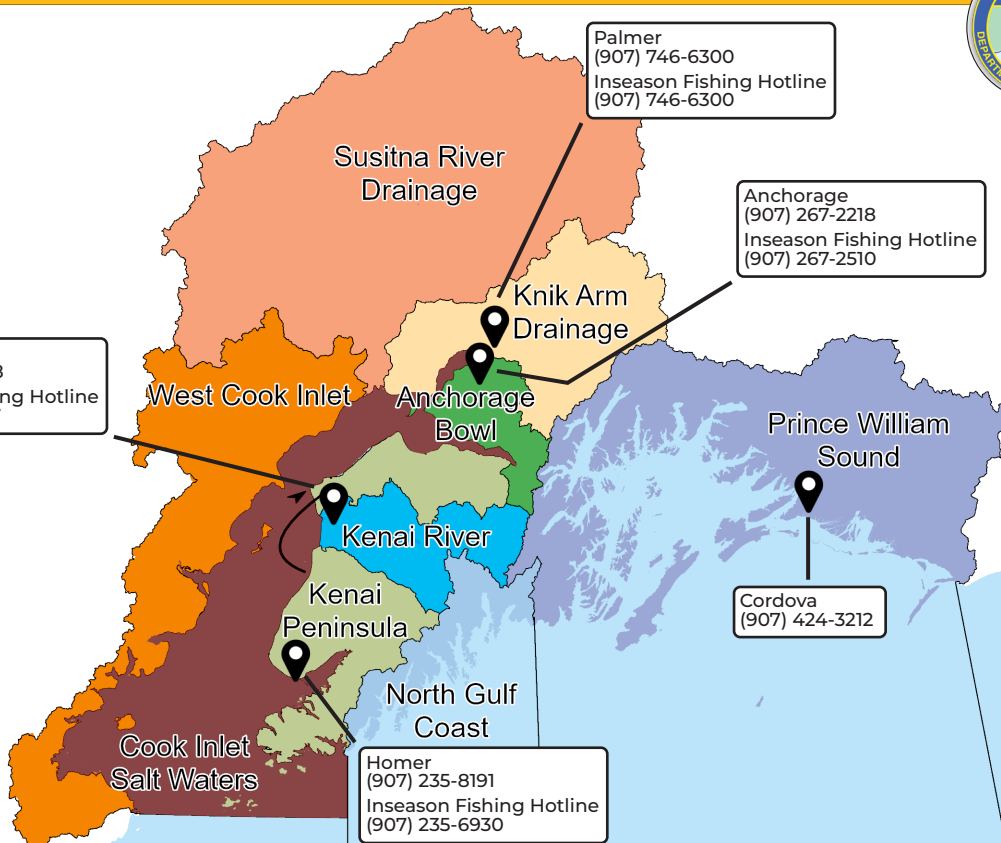 Palmer
(907) 746-6300
Inseason Fishing Hotline
(907) 746-6300
Susitna River
Drainage
Anchorage
(907) 267-2218
Inseason Fishing Hotline
(907) 267-2510
Knik Arm
Drainage
Hotline
West Cook Inlet
Anchorage
Bowl
Prince William
Sound
Kenai River
Cordova
(907) 424-3212
Kenai
Peninsula
North Gulf
Coast
Cook Inlet
Salt Waters
Homer
(907) 235-8191
Inseason Fishing Hotline
(907) 235-6930